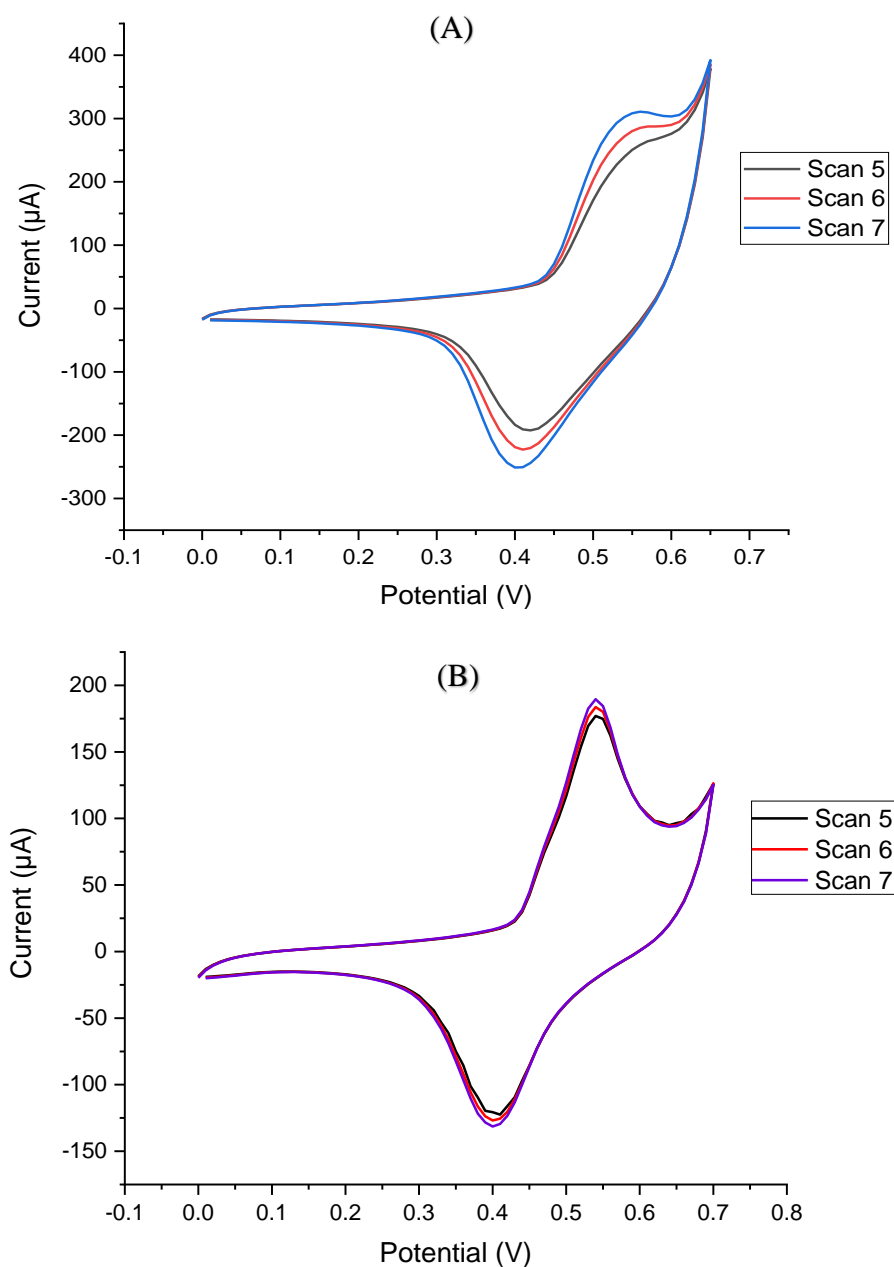 (A)
400
300
200
100
0
-100
-200
-300
Current (µA)
Scan 5
Scan 6
Scan 7
-0.1 0.0 0.1 0.2 0.3 0.4 0.5 0.6 0.7
Potential (V)
(B)
200
150
100
50
0
-50
-100
-150
Current (µA)
Scan 5
Scan 6
Scan 7
-0.1 0.0 0.1 0.2 0.3 0.4 0.5 0.6 0.7 0.8
Potential (V)